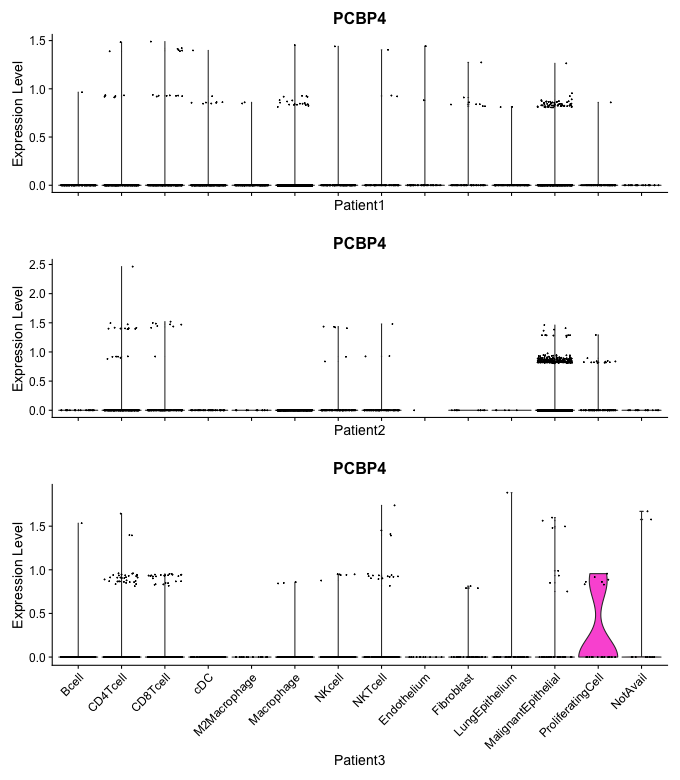 PCBP4
Expression Level
1.5
1.0
0.5
0.0
Patient1
PCBP4
Expression Level
2.5
2.0
1.5
1.0
0.5
0.0
Patient2
PCBP4
Expression Level
1.5
1.0
0.5
0.0
Bcell
CD4Tcell
CD8Tcell
cDC
M2Macrophage
Macrophage
NKcell
NKTcell
Endothelium
Fibroblast
LungEpithelium
MalignantEpithelial
ProliferatingCell
NotAvail
Patient3